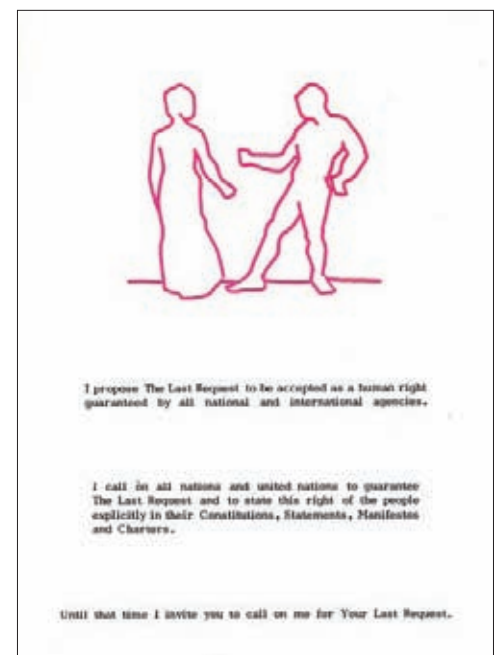 I propose The Last Request to be accepted as a human right
guaranteed by all national and international agencies.
I call in all nations and united nations to guarantee
The Last Request and to state this right of the people
explicitly in their Constitutions, Statements, Manifestos
and Charters.
Until that time I invite you to call on me for Your Last Request.